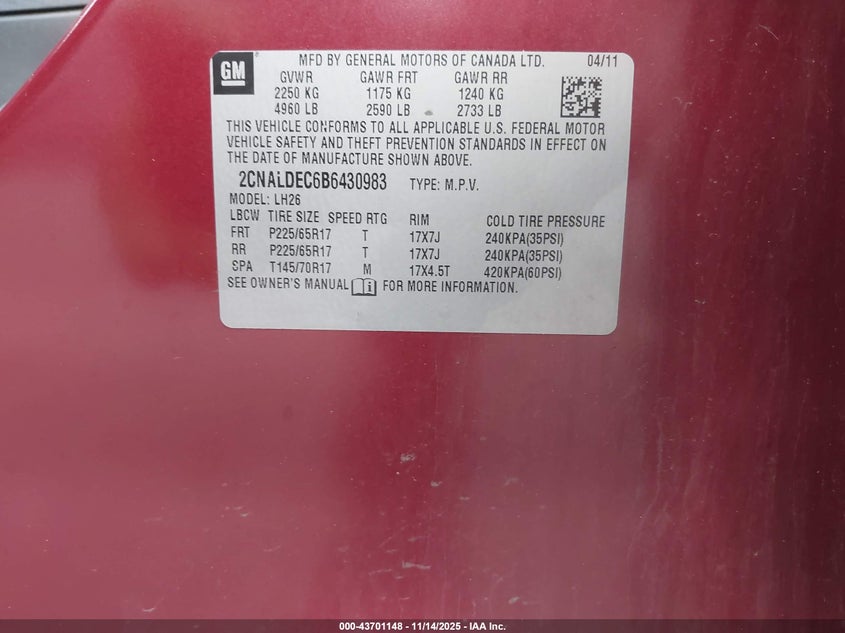 GM
MFD BY GENERAL MOTORS OF CANADA LTD. 04/11
GVWR GAWR FRT GAWR RR
2250 KG 1175 KG 1240 KG
4960 LB 2590 LB 2733 LB
THIS VEHICLE CONFORMS TO ALL APPLICABLE U.S. FEDERAL MOTOR
VEHICLE SAFETY AND THEFT PREVENTION STANDARDS IN EFFECT ON
THE DATE OF MANUFACTURE SHOWN ABOVE.
2CNALDEC6B6430983 TYPE: M.P.V.
MODEL: LH26
LBCW TIRE SIZE SPEED RTG RIM COLD TIRE PRESSURE
FRT P225/65R17 T 17X7J 240KPA(35PSI)
RR P225/65R17 T 17X7J 240KPA(35PSI)
SPA T145/70R17 M 17X4.5T 420KPA(60PSI)
SEE OWNER'S MANUAL i FOR MORE INFORMATION.
000-43701148 - 11/14/2025 - IAA Inc.